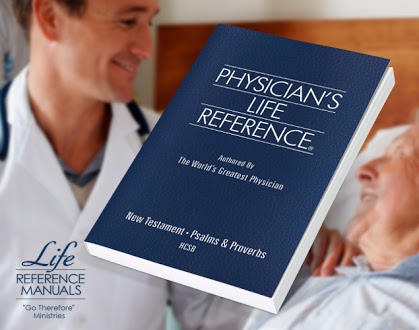 PHYSICIAN'S
LIFE
REFERENCE®
Authored By
The World's Greatest Physician
New Testament • Psalms & Proverbs
HCSB
Life
REFERENCE
MANUALS
"Go Therefore"
Ministries